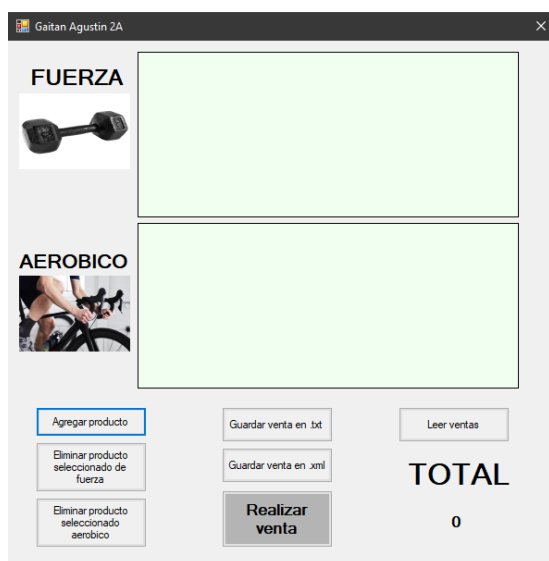 Gaitan Agustin 2A
FUERZA
AEROBICO
Agregar producto
Eliminar producto
seleccionado de
fuerza
Eliminar producto
seleccionado
aerobico
Guardar venta en .txt
Guardar venta en .xml
Realizar
venta
Leer ventas
TOTAL
0